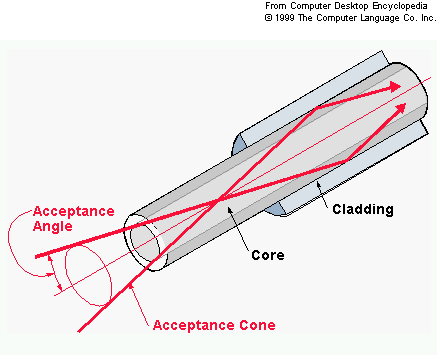 From Computer Desktop Encyclopedia
© 1999 The Computer Language Co. Inc.
Acceptance
Angle
Cladding
Core
Acceptance Cone